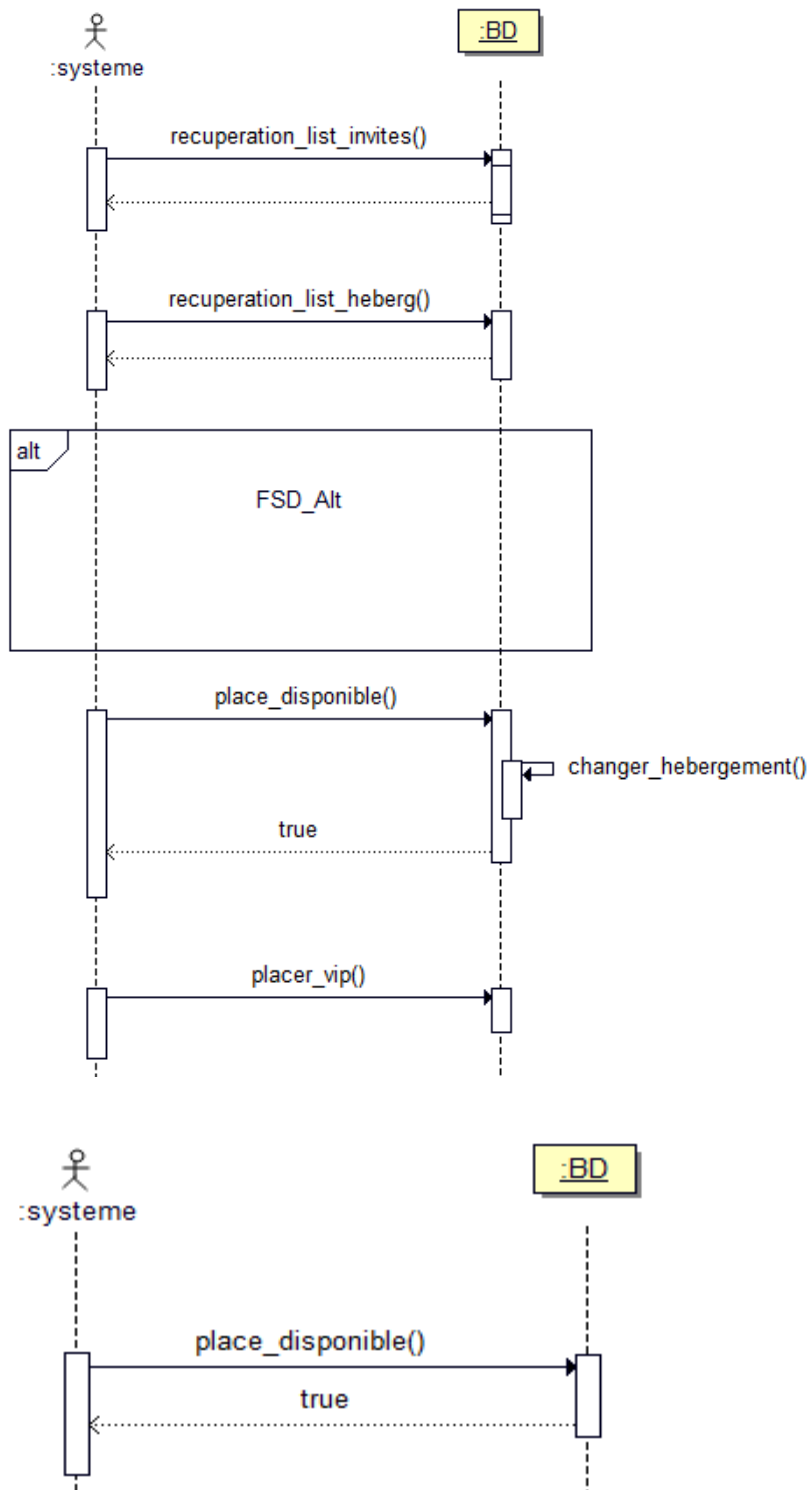 :systeme
:BD
recuperation_list_invites()
recuperation_list_heberg()
alt
FSD_Alt
place_disponible()
changer_hebergement()
true
placer_vip()
:systeme
:BD
place_disponible()
true